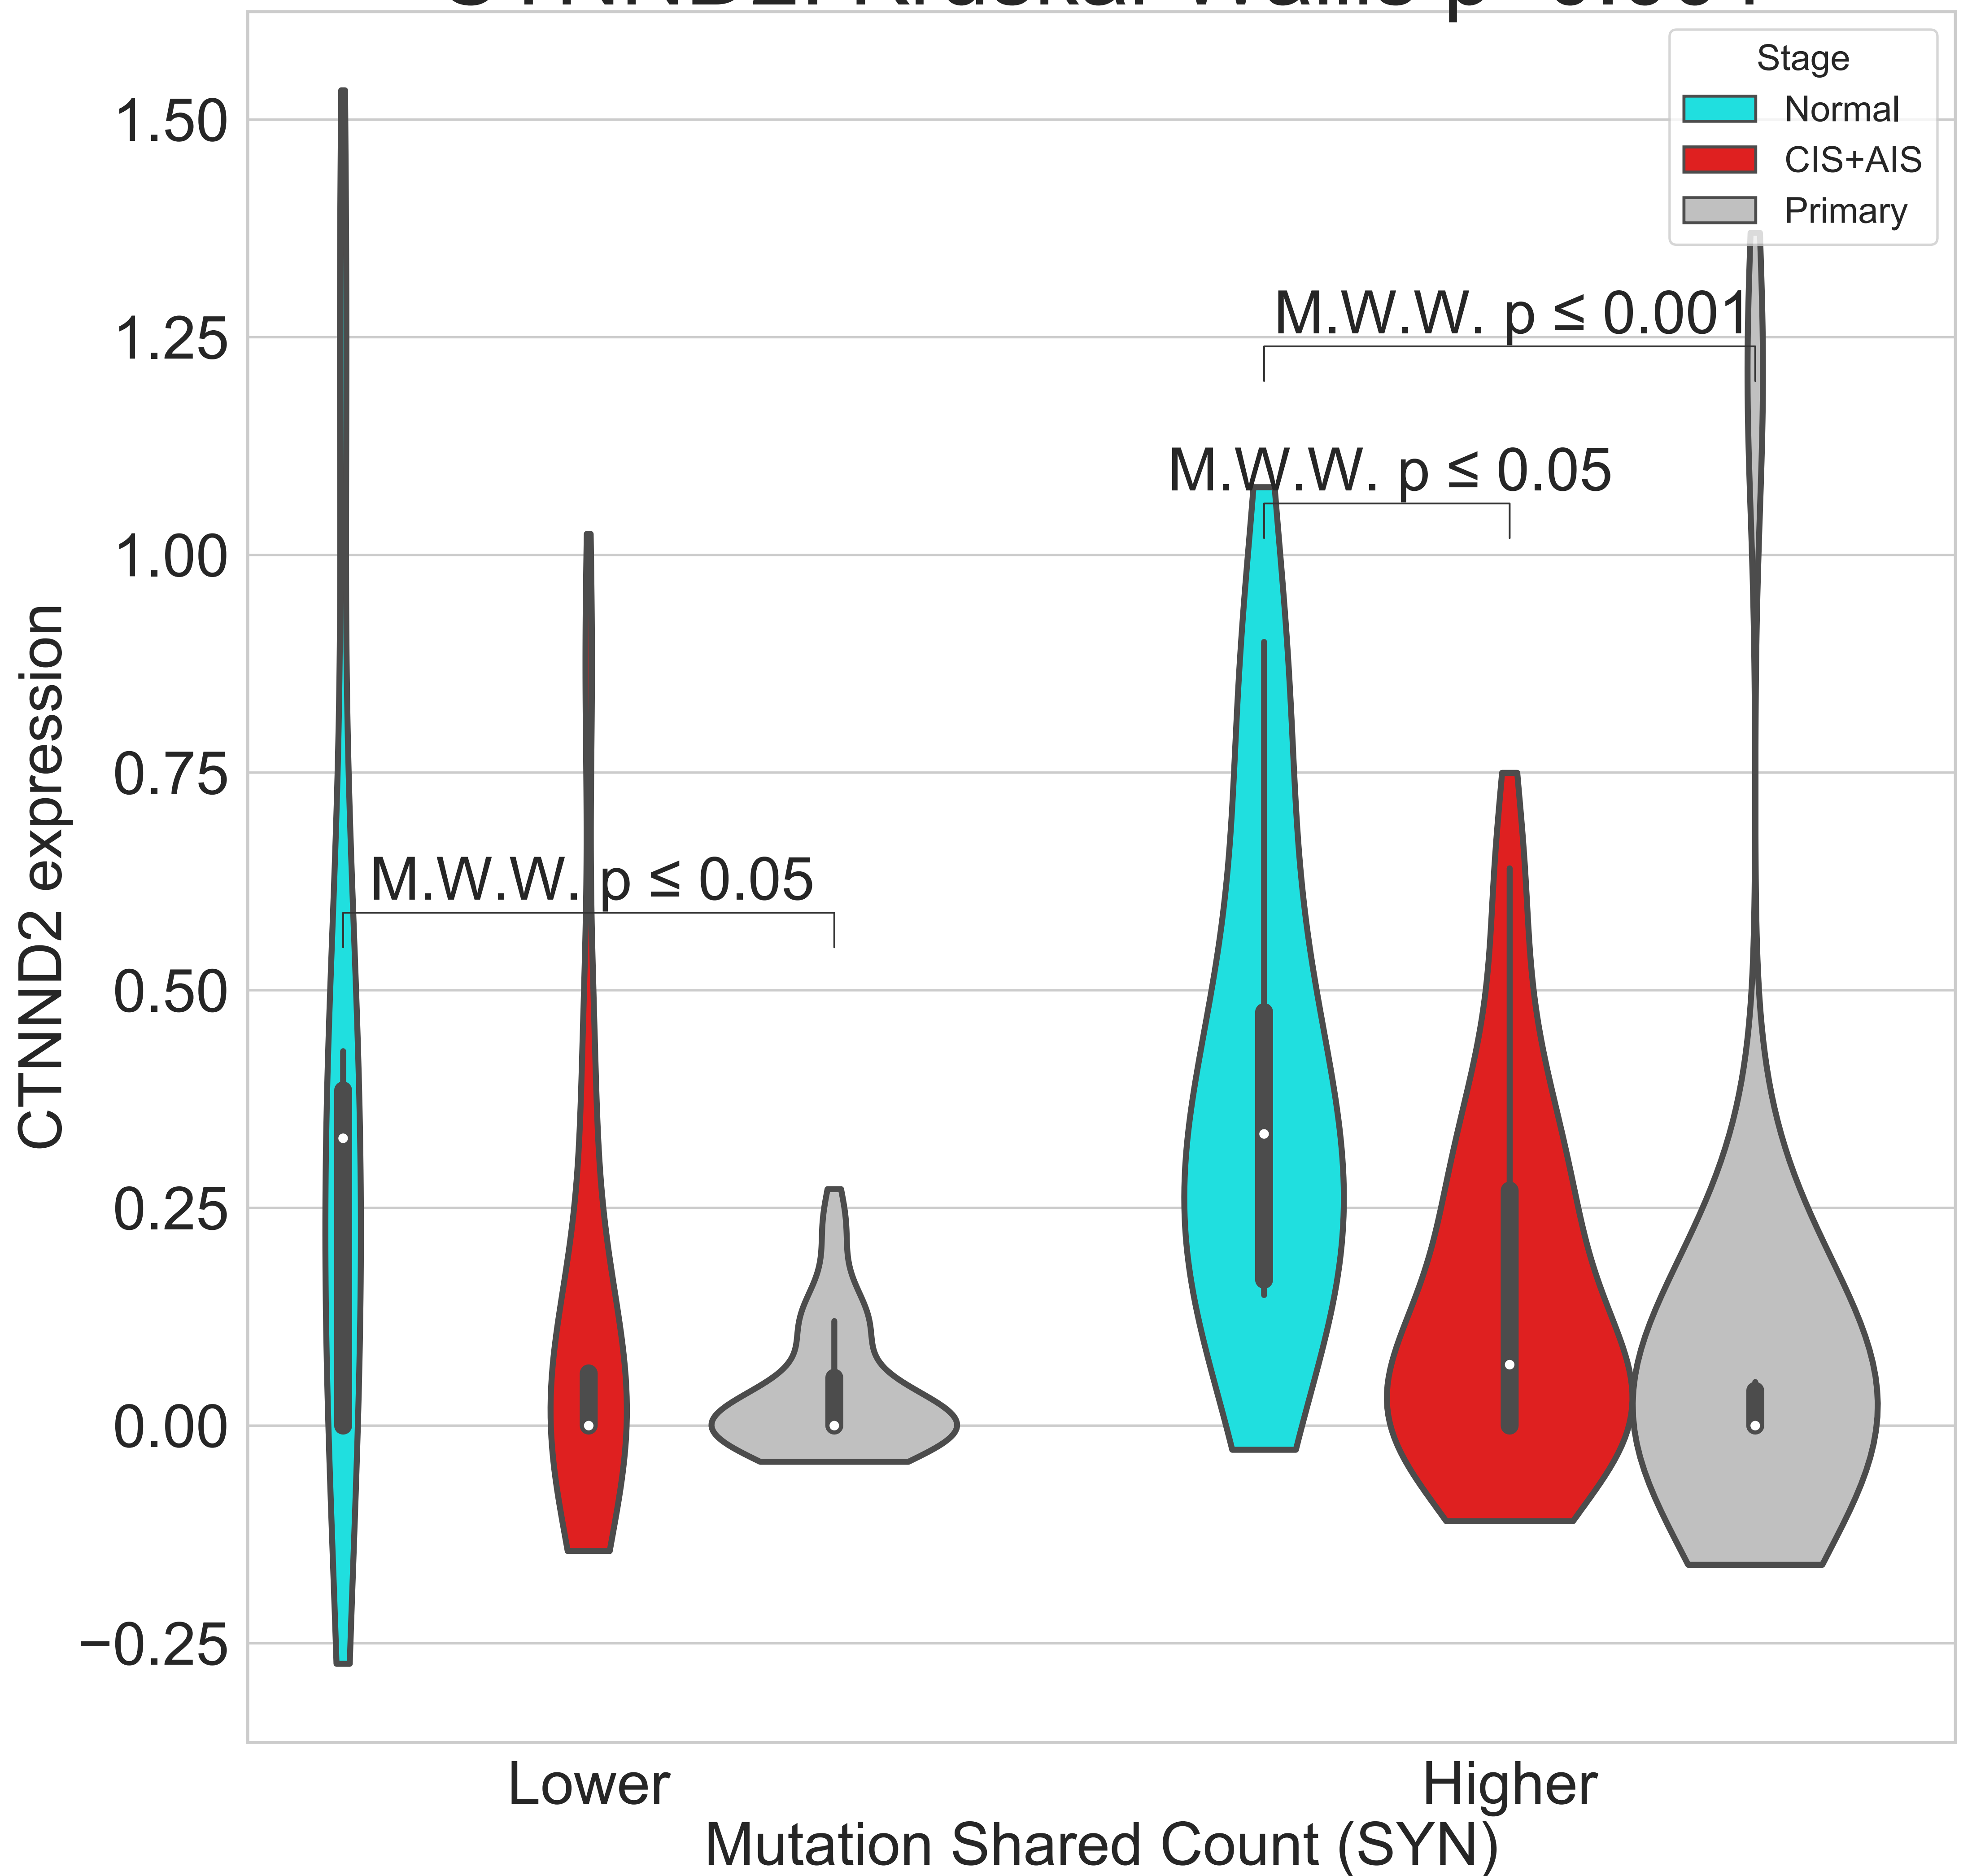 Stage
Normal
CIS+AIS
Primary
1.50
1.25
1.00
0.75
0.50
0.25
0.00
−0.25
CTNND2 expression
M.W.W. p ≤ 0.001
M.W.W. p ≤ 0.05
M.W.W. p ≤ 0.05
Lower
Higher
Mutation Shared Count (SYN)